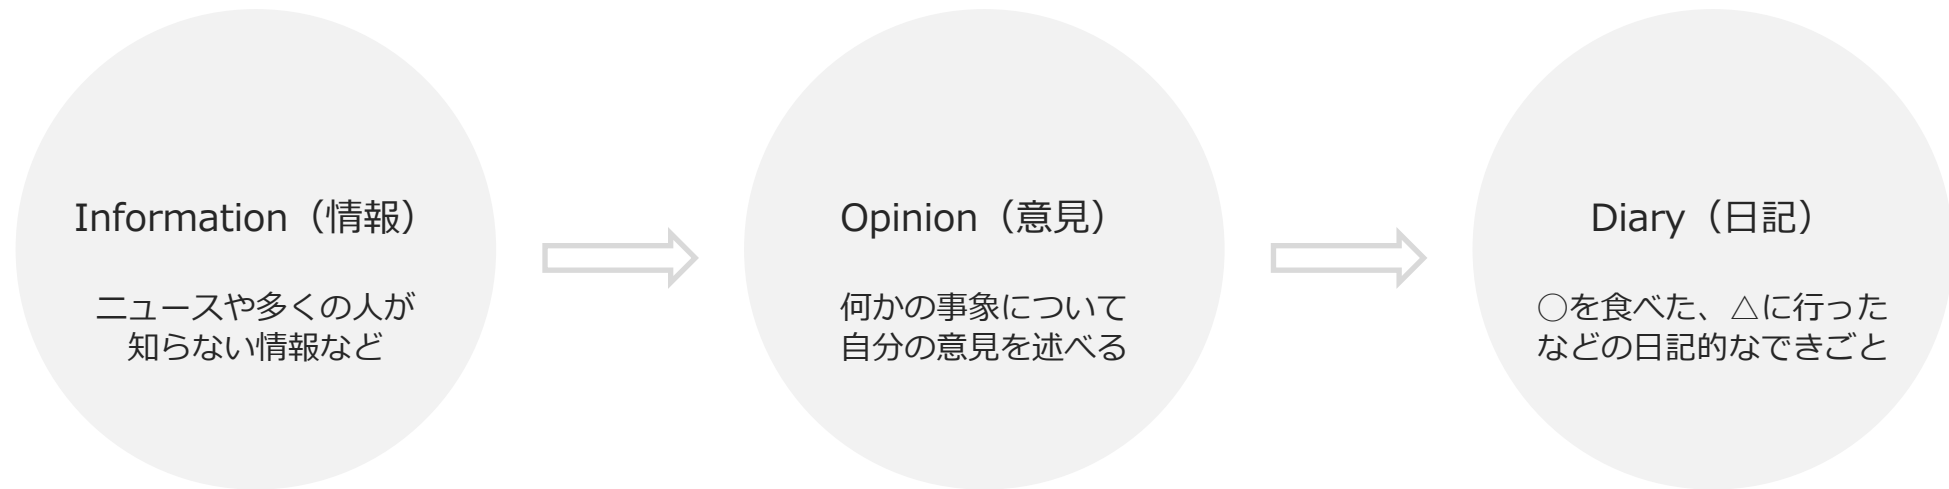 Information（情報）
ニュースや多くの人が
知らない情報など
Opinion（意見）
何かの事象について
自分の意見を述べる
Diary（日記）
○を食べた、△に行った
などの日記的なできごと